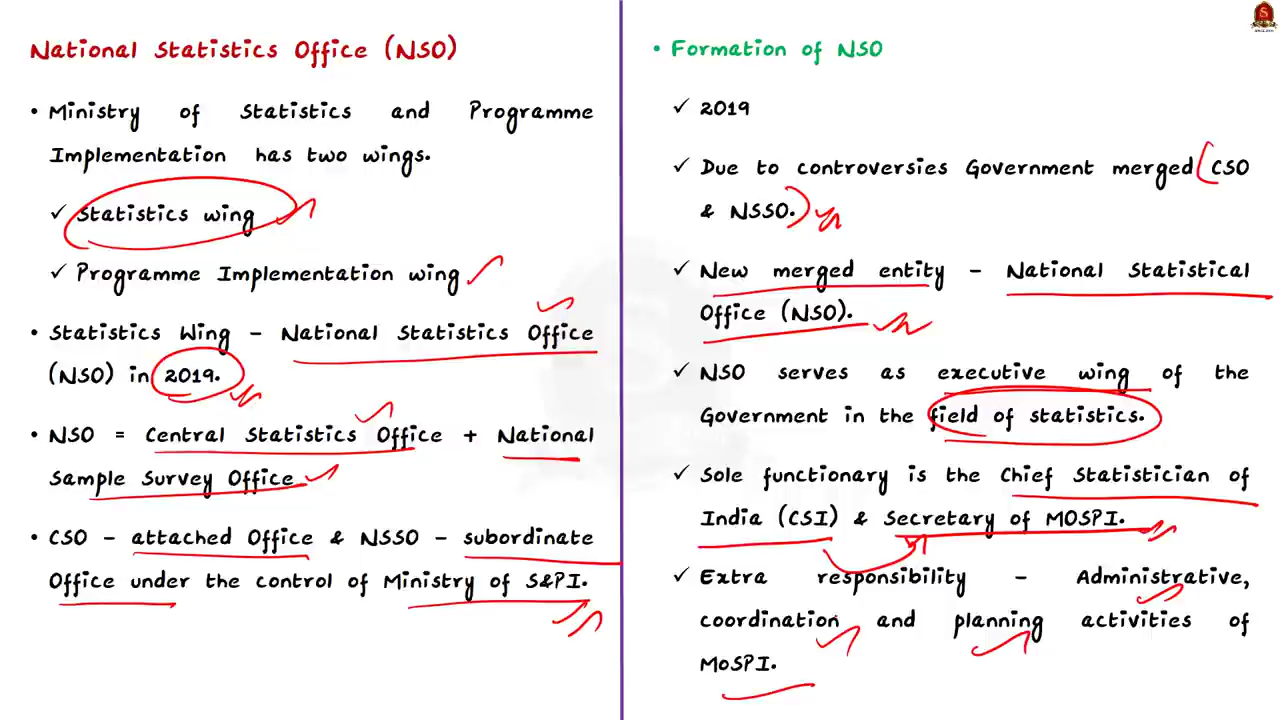 National Statistics Office (NSO)
• Ministry of Statistics and Programme
Implementation has two wings.
✓ Statistics wing
✓ Programme Implementation wing
• Statistics Wing - National Statistics Office
(NSO) in 2019.
• NSO = Central Statistics Office + National
Sample Survey Office
• CSO - attached Office & NSSO - subordinate
Office under the control of Ministry of S&PI.
• Formation of NSO
✓ 2019
✓ Due to controversies Government merged CSO
& NSSO.
✓ New merged entity - National Statistical
Office (NSO).
✓ NSO serves as executive wing of the
Government in the field of statistics.
✓ Sole functionary is the Chief Statistician of
India (CSI) & Secretary of MOSPI.
✓ Extra responsibility - Administrative,
coordination and planning activities of
MoSPI.